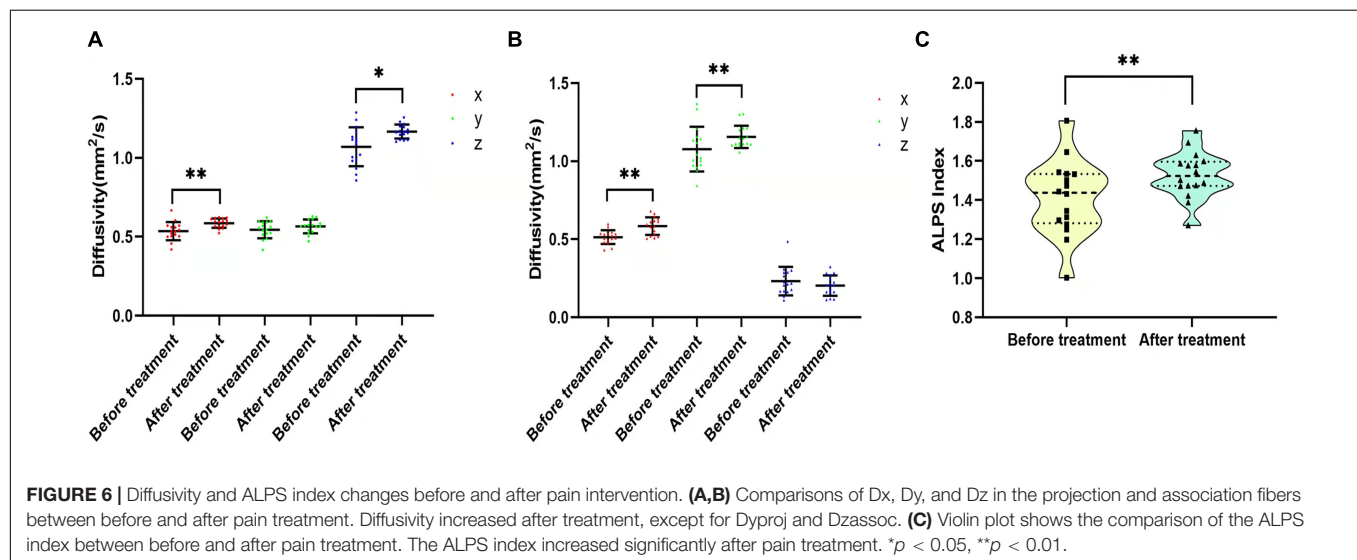 A
Diffusivity(mm²/s)
1.5
1.0
0.5
0.0
**
*
x
y
z
Before treatment
After treatment
Before treatment
After treatment
Before treatment
After treatment
B
Diffusivity(mm²/s)
1.5
1.0
0.5
0.0
**
**
x
y
z
Before treatment
After treatment
Before treatment
After treatment
Before treatment
After treatment
C
ALPS Index
2.0
1.8
1.6
1.4
1.2
1.0
0.8
**
Before treatment After treatment
FIGURE 6 | Diffusivity and ALPS index changes before and after pain intervention. (A,B) Comparisons of Dx, Dy, and Dz in the projection and association fibers
between before and after pain treatment. Diffusivity increased after treatment, except for Dyproj and Dzassoc. (C) Violin plot shows the comparison of the ALPS
index between before and after pain treatment. The ALPS index increased significantly after pain treatment. *p < 0.05, **p < 0.01.